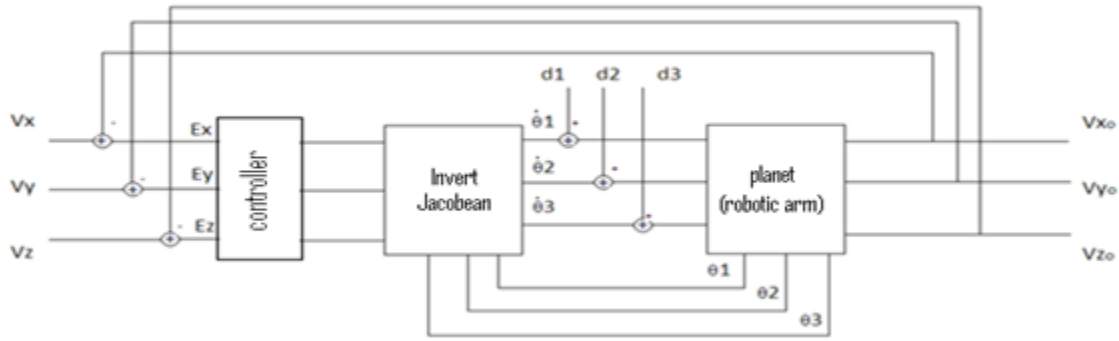 d1 d2 d3
Vx - Ex θ̇1 + Vxo
Vy - Ey θ̇2 + Vyo
Vz - Ez θ̇3 + Vzo
controller
Invert
Jacobean
planet
(robotic arm)
θ1
θ2
θ3